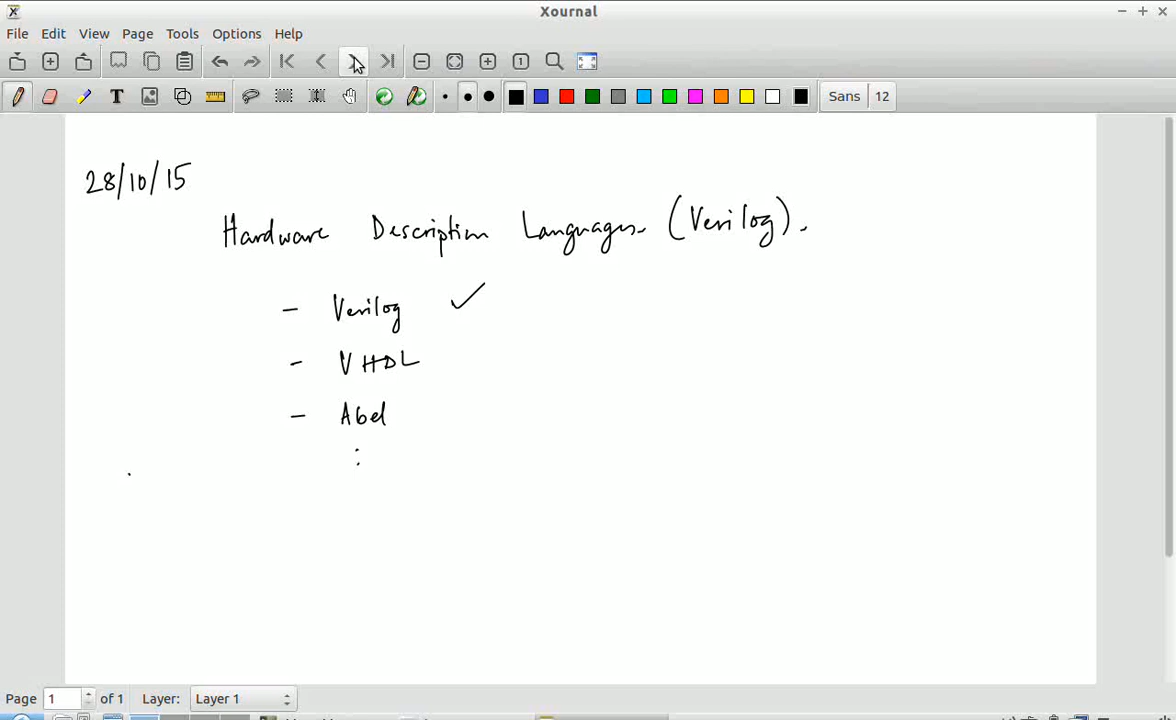 Xournal
File Edit View Page Tools Options Help
T Sans 12
28/10/15
Hardware Description Languages. (Verilog).
- Verilog ✓
- VHDL
- Abel
⋮
Page 1 of 1 Layer: Layer 1